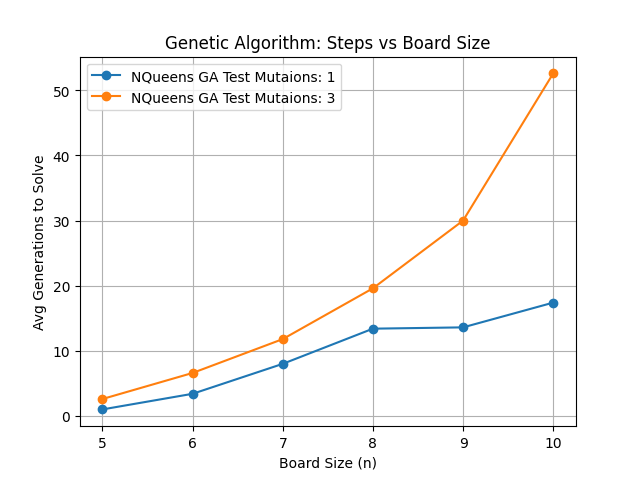 Genetic Algorithm: Steps vs Board Size
NQueens GA Test Mutaions: 1
NQueens GA Test Mutaions: 3
Avg Generations to Solve
50
40
30
20
10
0
5 6 7 8 9 10
Board Size (n)